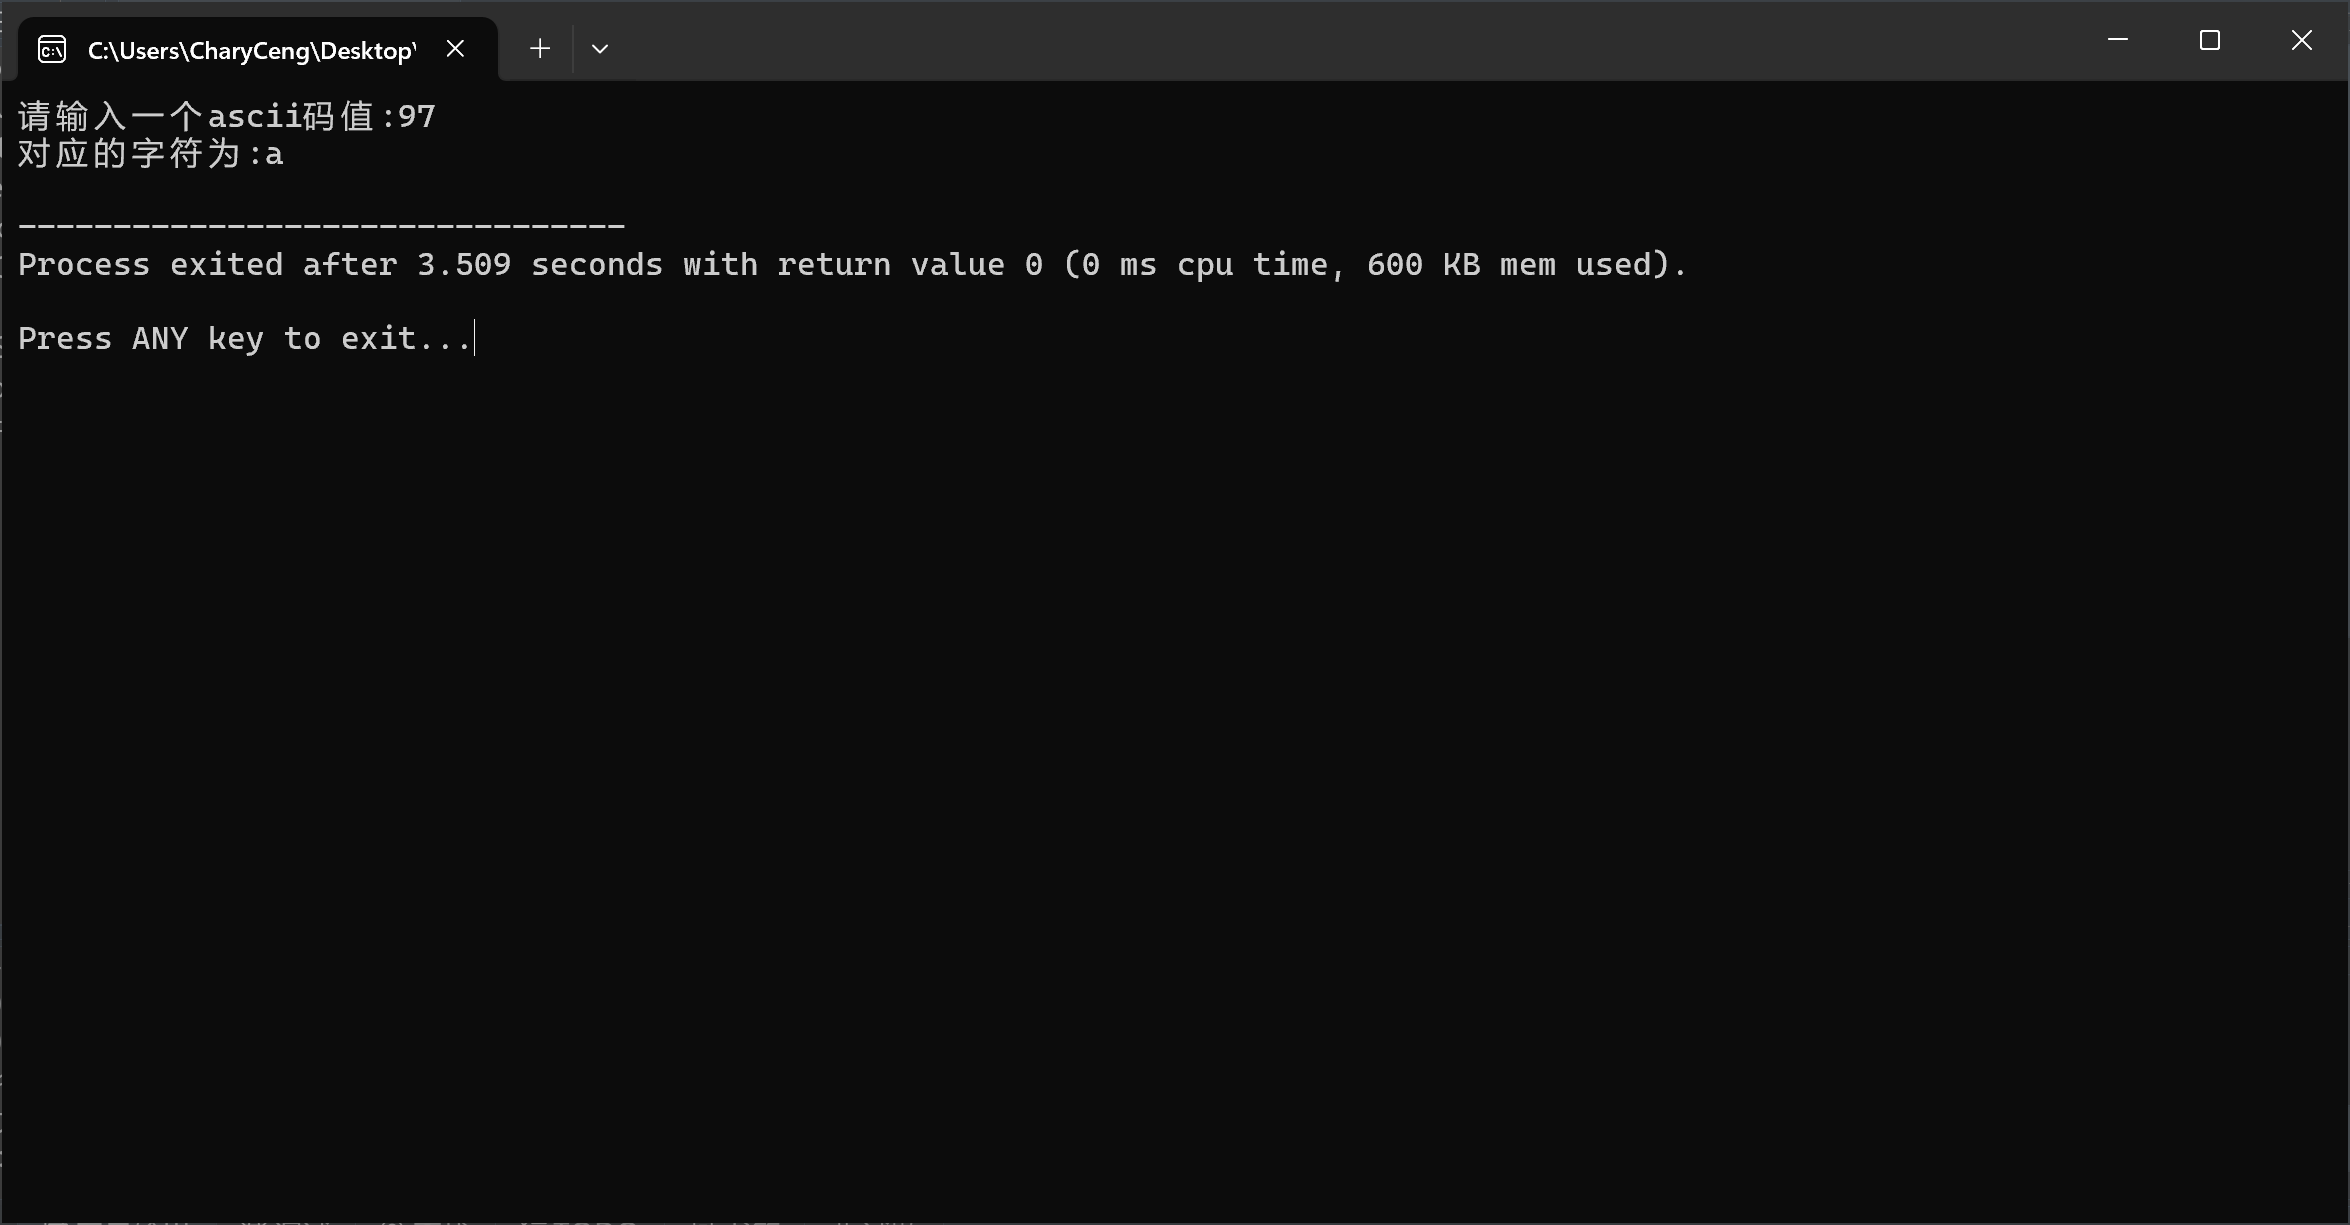 C:\Users\CharyCeng\Desktop\
请输入一个ascii码值:97
对应的字符为:a
--------------------------------
Process exited after 3.509 seconds with return value 0 (0 ms cpu time, 600 KB mem used).
Press ANY key to exit...